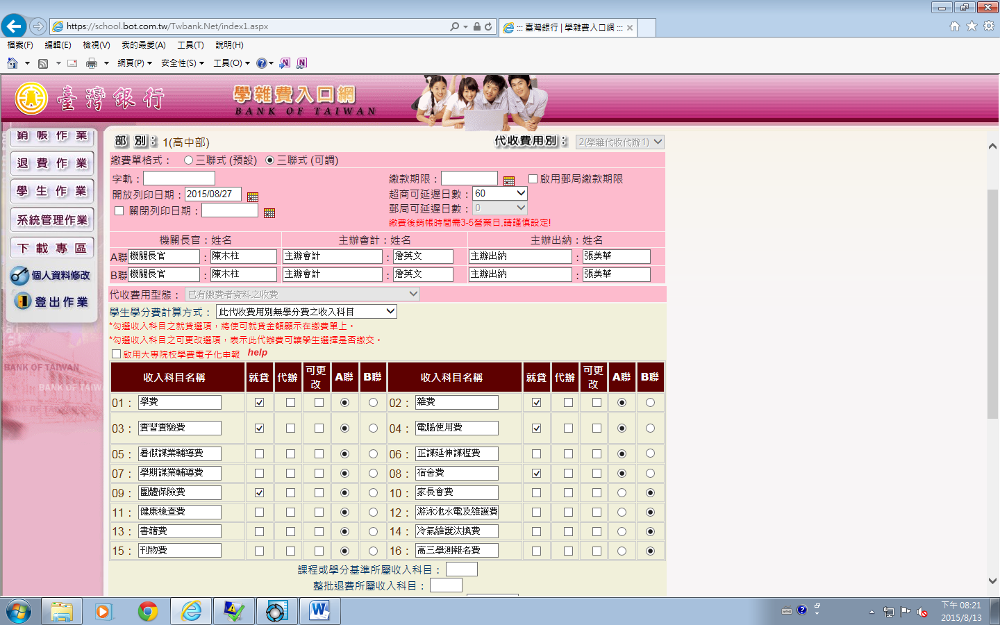 https://school.bot.com.tw/Twbank.Net/index1.aspx
::: 臺灣銀行 | 學雜費入口網 :::
檔案(F) 編輯(E) 檢視(V) 我的最愛(A) 工具(T) 說明(H)
網頁(P) 安全性(S) 工具(O)
臺灣銀行 學雜費入口網
BANK OF TAIWAN
銷帳作業
退費作業
學生作業
系統管理作業
下載專區
個人資料修改
登出作業
BANK OF TAIWAN
部別: 1(高中部) 代收費用別: 2(學雜代收代辦1)
繳費單格式: 三聯式 (預設) 三聯式 (可調)
字軌: 繳款期限: 啟用郵局繳款期限
開放列印日期: 2015/08/27 超商可延遲日數: 60
關閉列印日期: 郵局可延遲日數: 0
繳費後銷帳時間需3-5營業日,請謹慎設定!
機關長官:姓名 主辦會計:姓名 主辦出納:姓名
A聯 機關長官 : 陳木柱 主辦會計 : 詹英文 主辦出納 : 張美華
B聯 機關長官 : 陳木柱 主辦會計 : 詹英文 主辦出納 : 張美華
代收費用型態: 已有繳費者資料之收費
學生學分費計算方式: 此代收費用別無學分費之收入科目
*勾選收入科目之就貸選項,將使可就貸金額顯示在繳費單上。
*勾選收入科目之可更改選項,表示此代辦費可讓學生選擇是否繳交。
啟用大專院校學費電子化申報 help
收入科目名稱 就貸 代辦 可更改 A聯 B聯 收入科目名稱 就貸 代辦 可更改 A聯 B聯
01: 學費 02: 雜費
03: 實習實驗費 04: 電腦使用費
05: 暑假課業輔導費 06: 正課延伸課程費
07: 學期課業輔導費 08: 宿舍費
09: 團體保險費 10: 家長會費
11: 健康檢查費 12: 游泳池水電及維護費
13: 書籍費 14: 冷氣維護汰換費
15: 刊物費 16: 高三學測報名費
課程或學分基準所屬收入科目:
整批退費所屬收入科目:
下午 08:21
2015/8/13